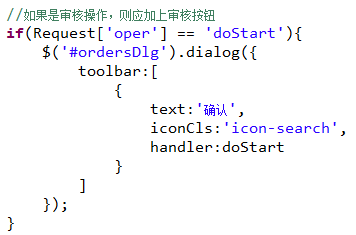 //如果是审核操作，则应加上审核按钮
if(Request['oper'] == 'doStart'){
    $('#ordersDlg').dialog({
        toolbar:[
            {
                text:'确认',
                iconCls:'icon-search',
                handler:doStart
            }
        ]
    });
}